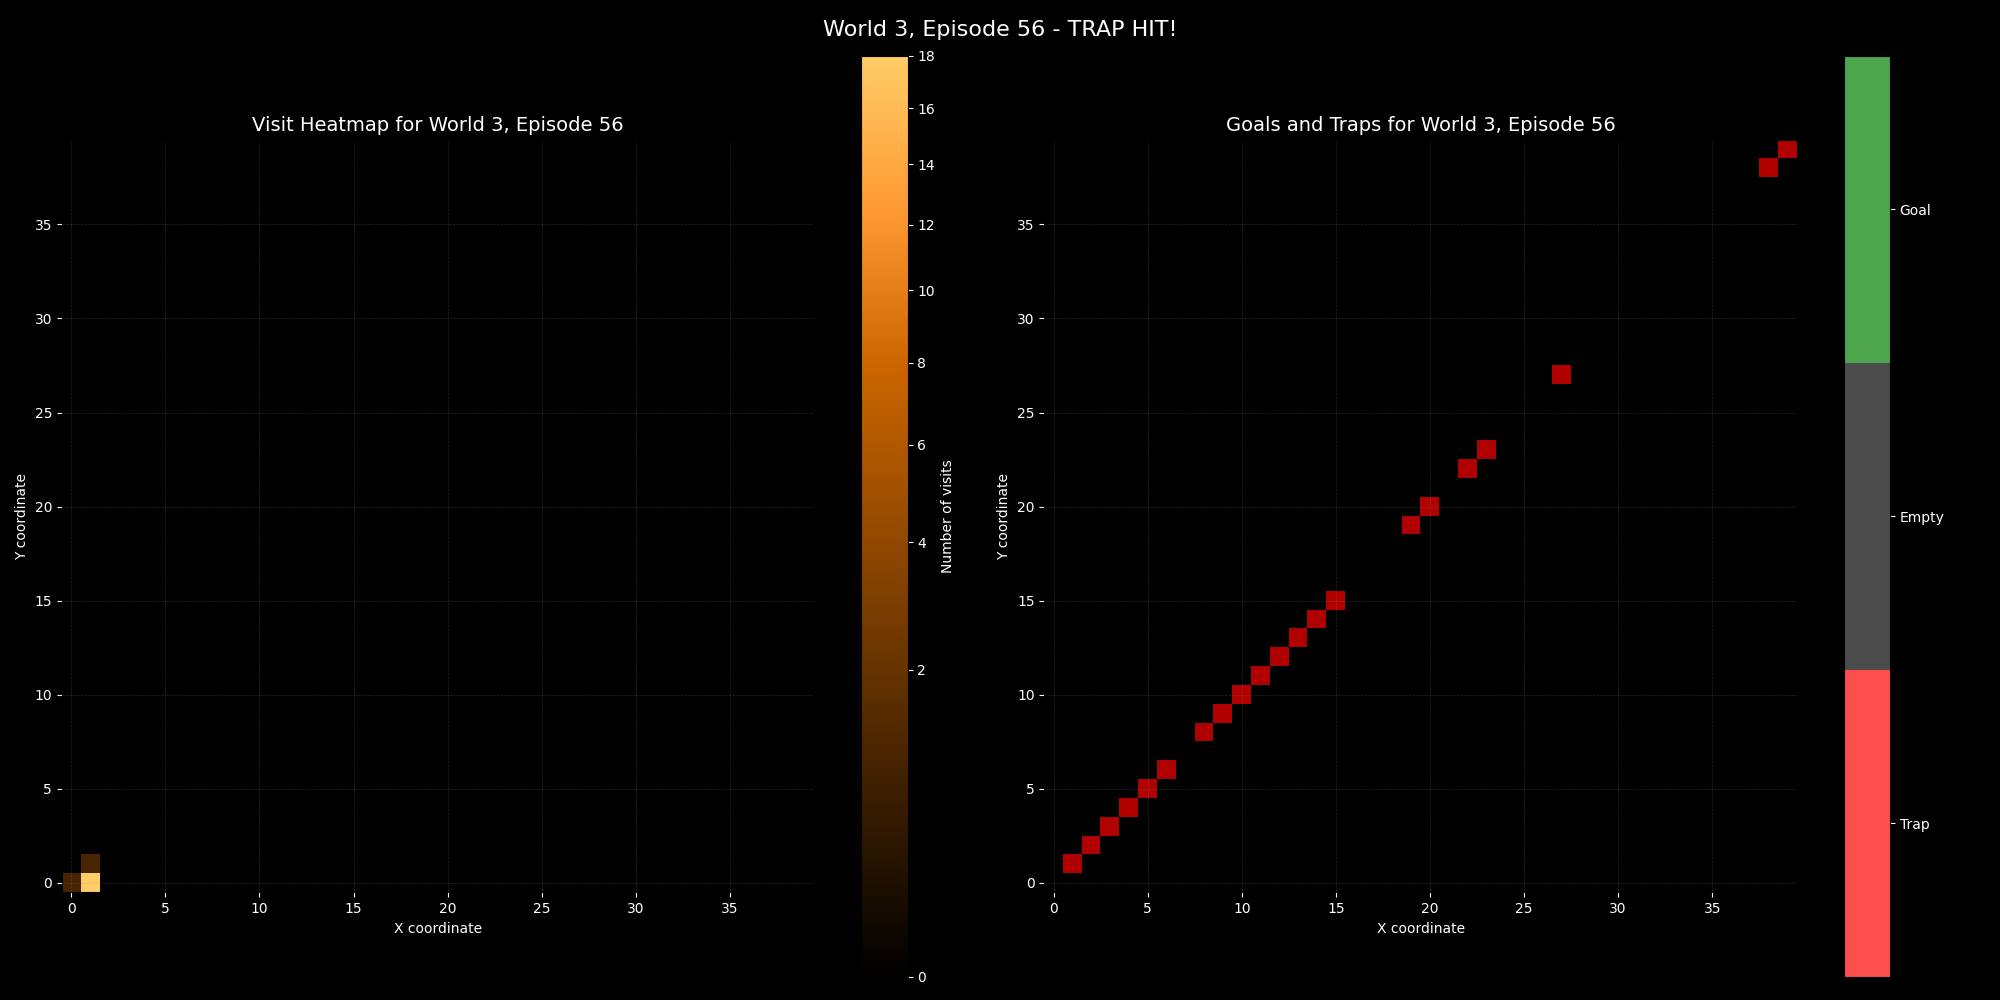 World 3, Episode 56 - TRAP HIT!
Visit Heatmap for World 3, Episode 56
35
30
25
20
15
10
5
0
0 5 10 15 20 25 30 35
X coordinate
Y coordinate
18
16
14
12
10
8
6
4
2
0
Number of visits
Goals and Traps for World 3, Episode 56
35
30
25
20
15
10
5
0
0 5 10 15 20 25 30 35
X coordinate
Y coordinate
Goal
Empty
Trap